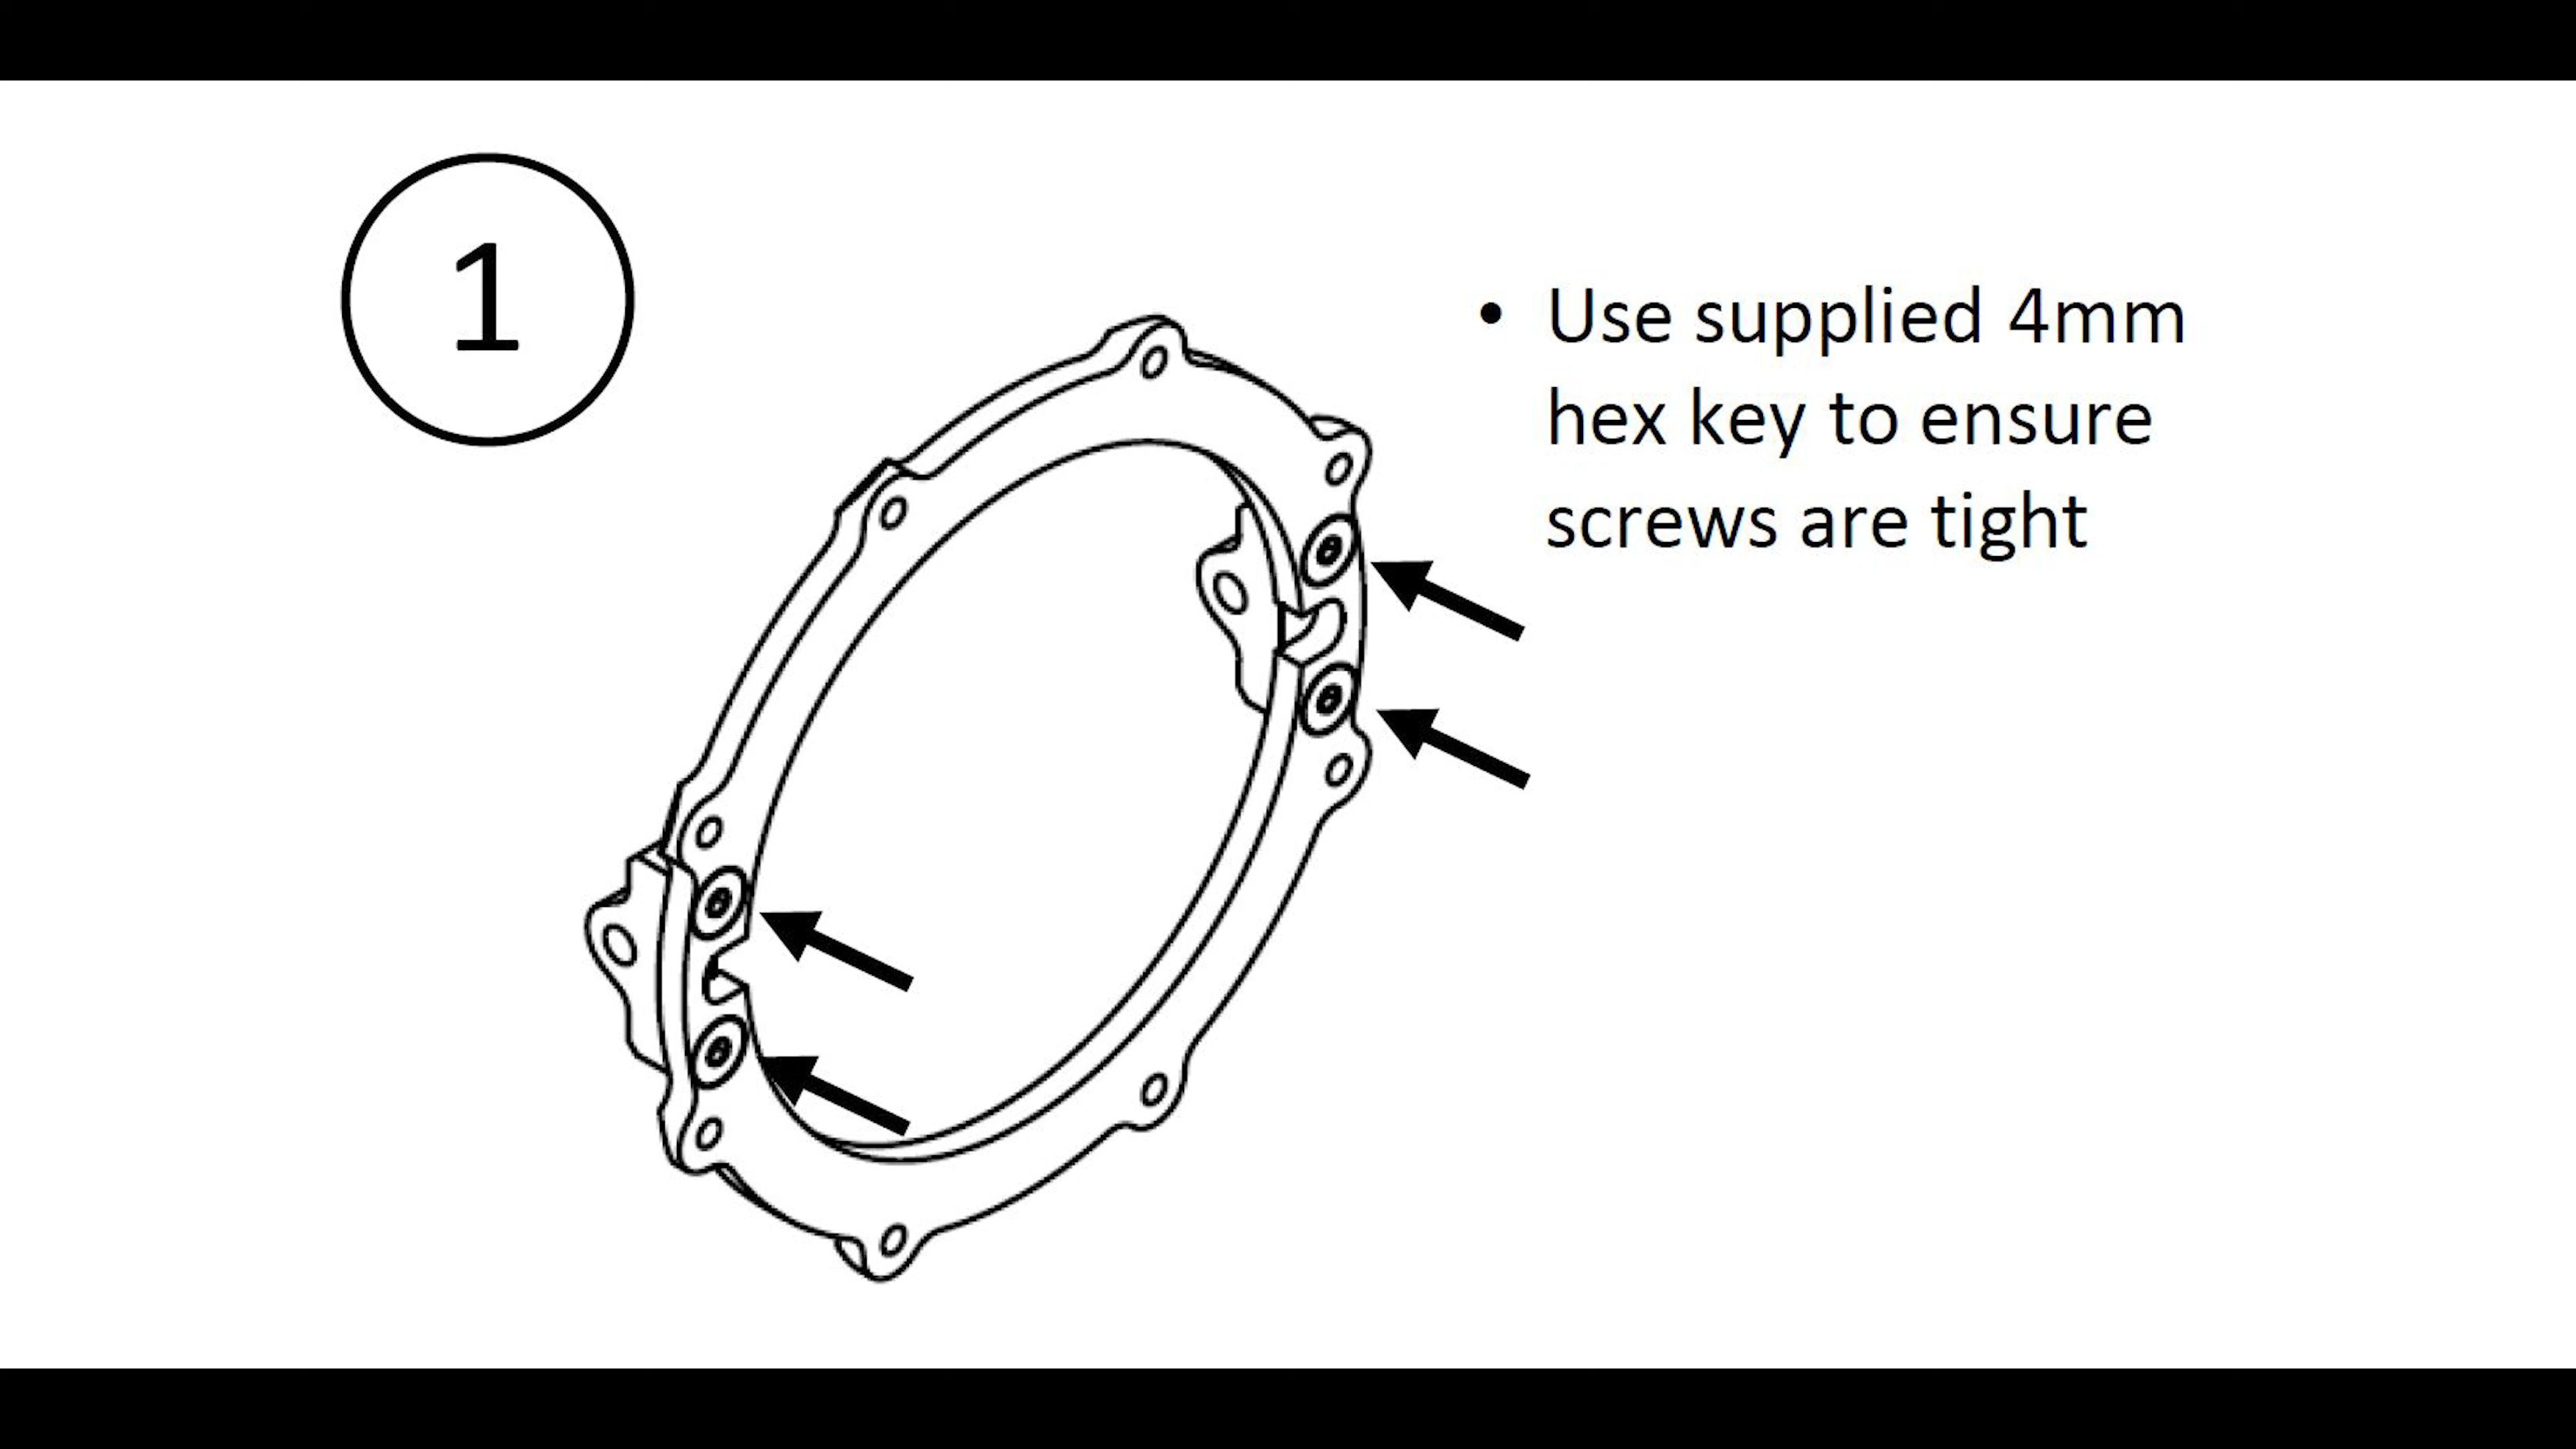 1
• Use supplied 4mm
hex key to ensure
screws are tight